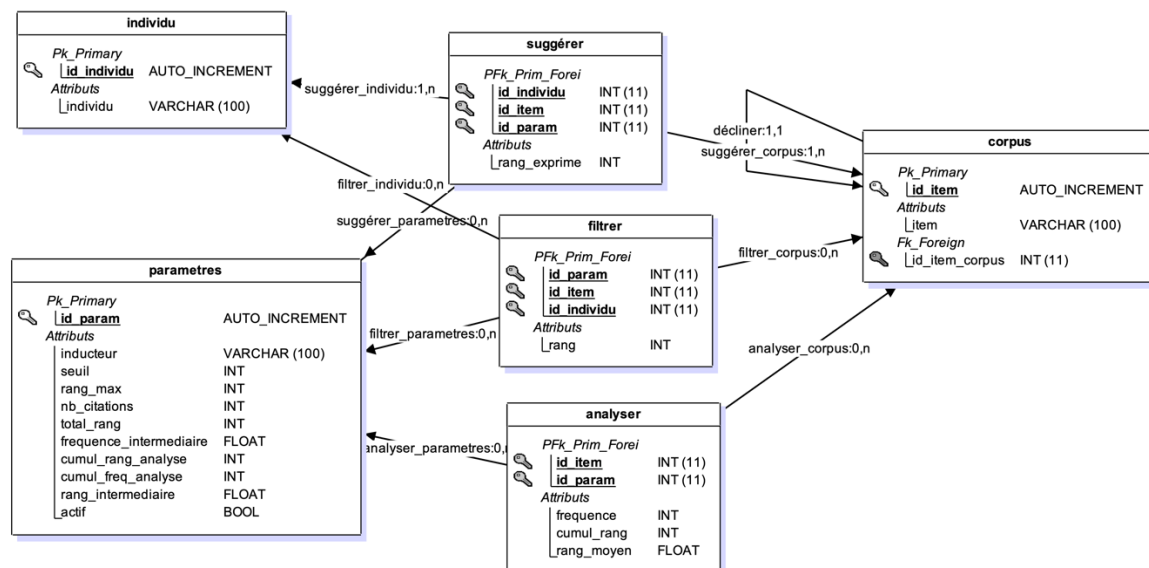 individu
Pk_Primary
id_individu AUTO_INCREMENT
Attributs
individu VARCHAR (100)
suggérer_individu:1,n
suggérer
PFk_Prim_Forei
id_individu INT (11)
id_item INT (11)
id_param INT (11)
Attributs
rang_exprime INT
décliner:1,1
suggérer_corpus:1,n
corpus
Pk_Primary
id_item AUTO_INCREMENT
Attributs
item VARCHAR (100)
Fk_Foreign
id_item_corpus INT (11)
filtrer_individu:0,n
suggérer_parametres:0,n
filtrer
PFk_Prim_Forei
id_param INT (11)
id_item INT (11)
id_individu INT (11)
Attributs
rang INT
filtrer_corpus:0,n
parametres
Pk_Primary
id_param AUTO_INCREMENT
Attributs
inducteur VARCHAR (100)
seuil INT
rang_max INT
nb_citations INT
total_rang INT
frequence_intermediaire FLOAT
cumul_rang_analyse INT
cumul_freq_analyse INT
rang_intermediaire FLOAT
actif BOOL
filtrer_parametres:0,n
analyser_corpus:0,n
analyser_parametres:0,n
analyser
PFk_Prim_Forei
id_item INT (11)
id_param INT (11)
Attributs
frequence INT
cumul_rang INT
rang_moyen FLOAT